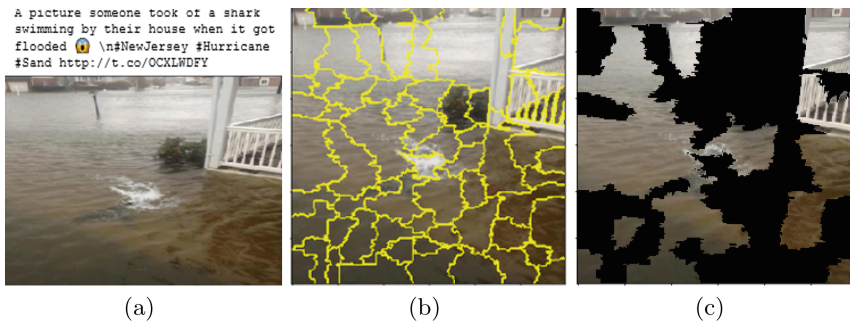 A picture someone took of a shark
swimming by their house when it got
flooded 😱 \n#NewJersey #Hurricane
#Sand http://t.co/OCXLWDFY
(a)
(b)
(c)